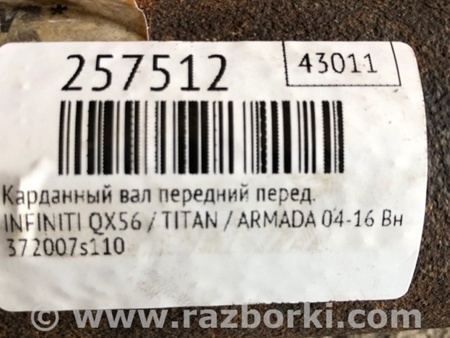 257512
43011
Карданный вал передний перед.
INFINITI QX56 / TITAN / ARMADA 04-16 Вн
372007s110
www.razborki.com